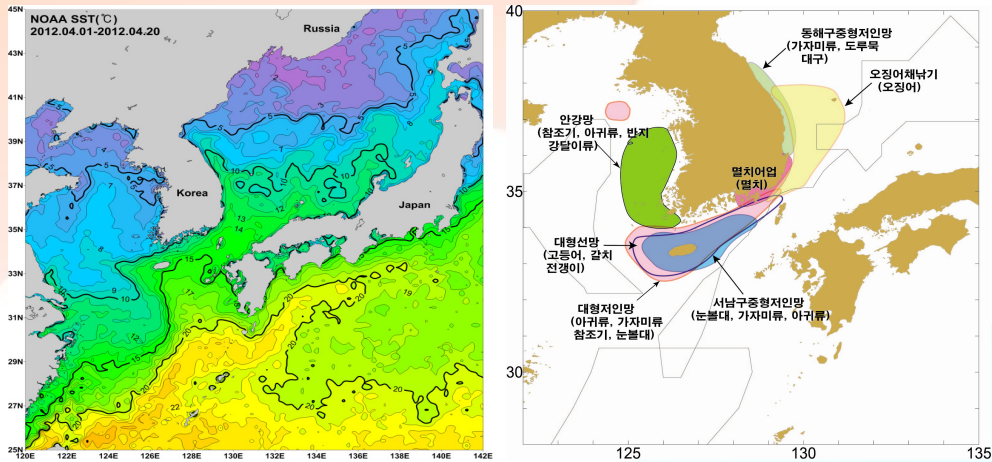 NOAA SST(℃)
2012.04.01-2012.04.20
Russia
Korea
Japan
45N
43N
41N
39N
37N
35N
33N
31N
29N
27N
25N
120E
122E
124E
126E
128E
130E
132E
134E
136E
138E
140E
142E
40
35
30
125
130
135
동해구중형저인망
(가자미류, 도루묵
대구)
오징어채낚기
(오징어)
안강망
(참조기, 아귀류, 반지
강달이류)
멸치어업
(멸치)
대형선망
(고등어, 갈치
전갱이)
대형저인망
(아귀류, 가자미류
참조기, 눈볼대)
서남구중형저인망
(눈볼대, 가자미류, 아귀류)